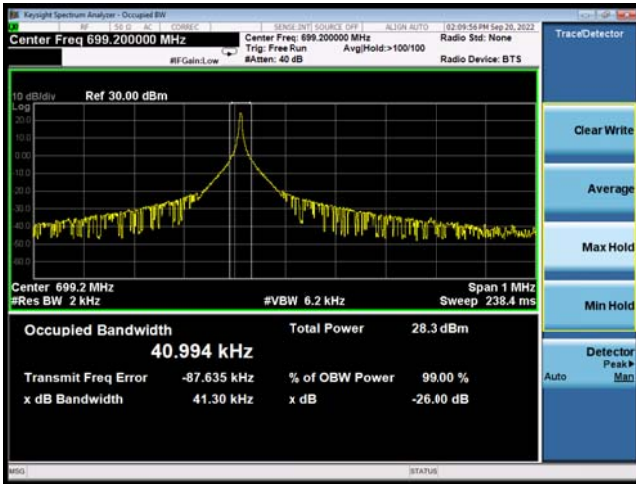 Keysight Spectrum Analyzer - Occupied BW
RF 50 Ω AC CORREC SENSE:INT SOURCE OFF ALIGN AUTO 02:09:56 PM Sep 20, 2022
Center Freq 699.200000 MHz
Center Freq: 699.200000 MHz
Radio Std: None
Trig: Free Run Avg|Hold:>100/100
#IFGain:Low #Atten: 40 dB Radio Device: BTS
Trace/Detector
10 dB/div Ref 30.00 dBm
Log
20.0
10.0
0.00
-10.0
-20.0
-30.0
-40.0
-50.0
-60.0
Center 699.2 MHz Span 1 MHz
#Res BW 2 kHz #VBW 6.2 kHz Sweep 238.4 ms
Occupied Bandwidth Total Power 28.3 dBm
40.994 kHz
Transmit Freq Error -87.635 kHz % of OBW Power 99.00 %
x dB Bandwidth 41.30 kHz x dB -26.00 dB
Clear Write
Average
Max Hold
Min Hold
Detector
Peak▶
Auto Man
MSG STATUS